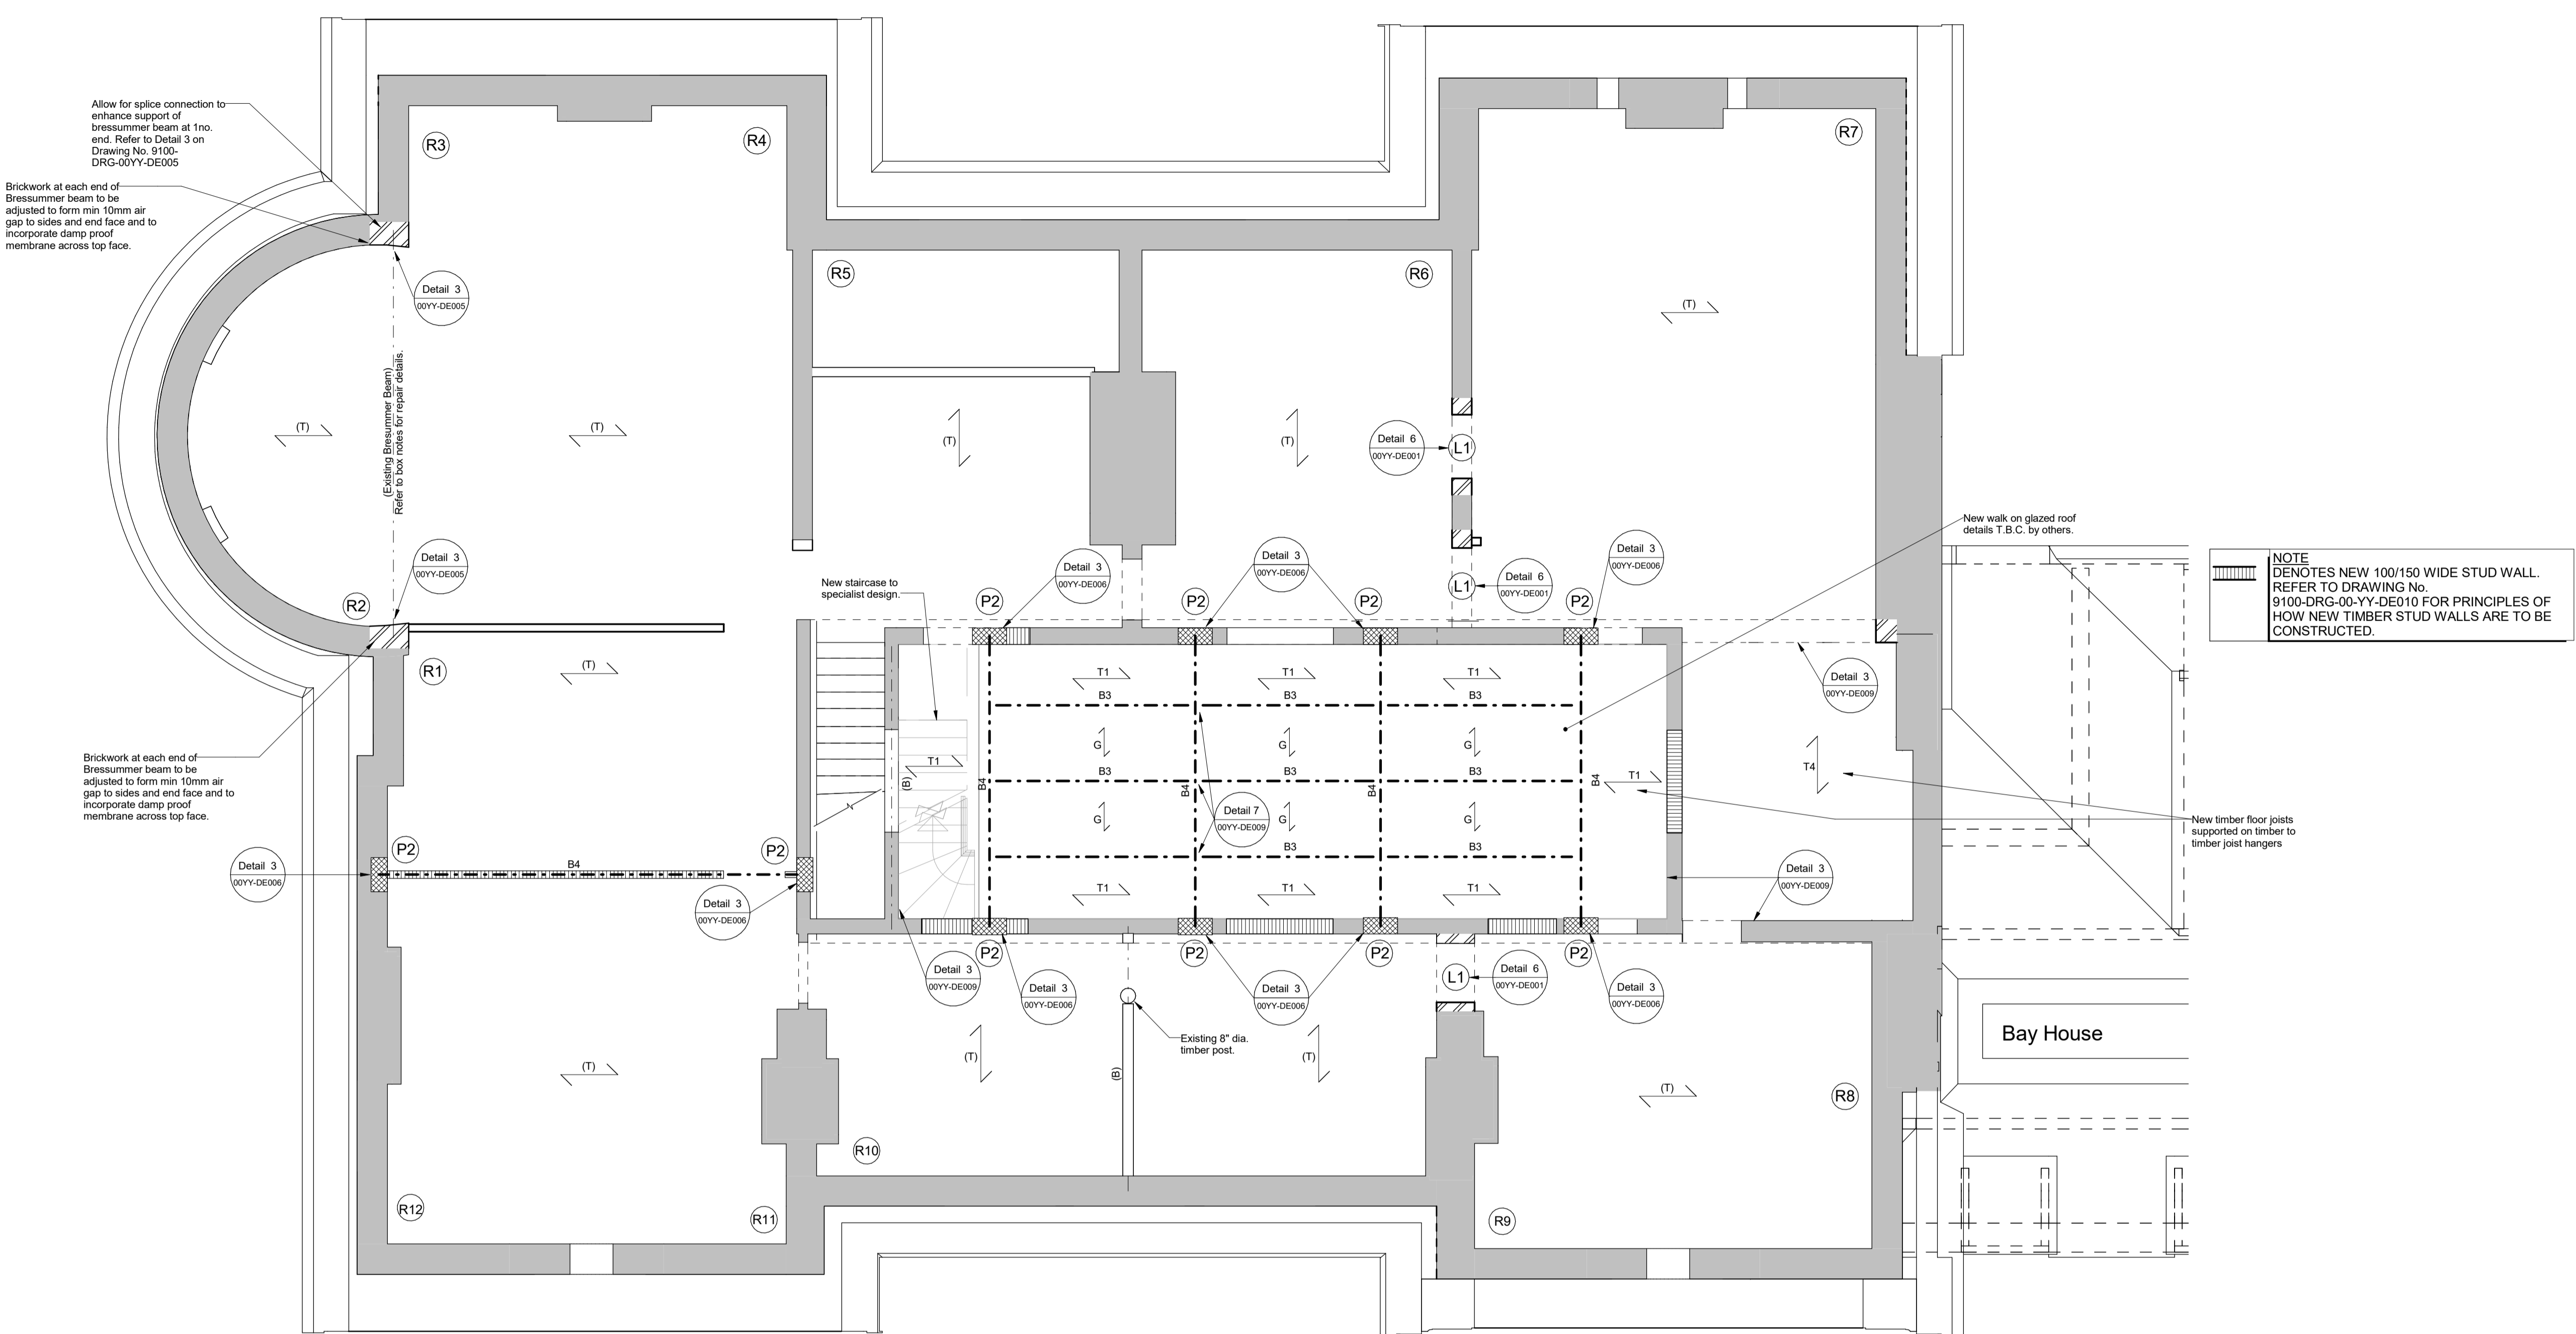 Allow for splice connection to
enhance support of
bressummer beam at 1no.
end. Refer to Detail 3 on
Drawing No. 9100-
DRG-00YY-DE005
Brickwork at each end of
Bressummer beam to be
adjusted to form min 10mm air
gap to sides and end face and to
incorporate damp proof
membrane across top face.
R3
R4
R7
R5
R6
Detail 3
00YY-DE005
(T)
(Existing Bresummer Beam)
Refer to box notes for repair details.
(T)
(T)
(T)
(T)
Detail 6
00YY-DE001
L1
New walk on glazed roof
details T.B.C. by others.
NOTE
DENOTES NEW 100/150 WIDE STUD WALL.
REFER TO DRAWING No.
9100-DRG-00-YY-DE010 FOR PRINCIPLES OF
HOW NEW TIMBER STUD WALLS ARE TO BE
CONSTRUCTED.
Detail 3
00YY-DE005
Detail 3
00YY-DE006
Detail 3
00YY-DE006
Detail 3
00YY-DE006
New staircase to
specialist design.
L1
Detail 6
00YY-DE001
R2
P2
P2
P2
P2
R1
(T)
T1
T1
T1
B3
B3
B3
Detail 3
00YY-DE009
G
G
G
T1
(B)
B4
B3
B3
B3
B4
B4
B4
T1
T4
Brickwork at each end of
Bressummer beam to be
adjusted to form min 10mm air
gap to sides and end face and to
incorporate damp proof
membrane across top face.
G
G
G
Detail 7
00YY-DE009
New timber floor joists
supported on timber to
timber joist hangers
P2
P2
B4
B3
B3
B3
Detail 3
00YY-DE006
Detail 3
00YY-DE006
T1
T1
T1
Detail 3
00YY-DE009
P2
P2
P2
P2
Detail 3
00YY-DE009
Detail 3
00YY-DE006
Detail 3
00YY-DE006
L1
Detail 6
00YY-DE001
Detail 3
00YY-DE006
Existing 8" dia.
timber post.
Bay House
(T)
(T)
(T)
(B)
(T)
R8
R10
R12
R11
R9